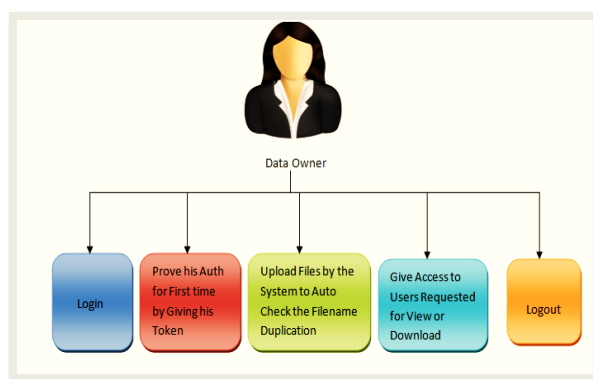 Data Owner
Login
Prove his Auth
for First time
by Giving his
Token
Upload Files by the
System to Auto
Check the Filename
Duplication
Give Access to
Users Requested
for View or
Download
Logout